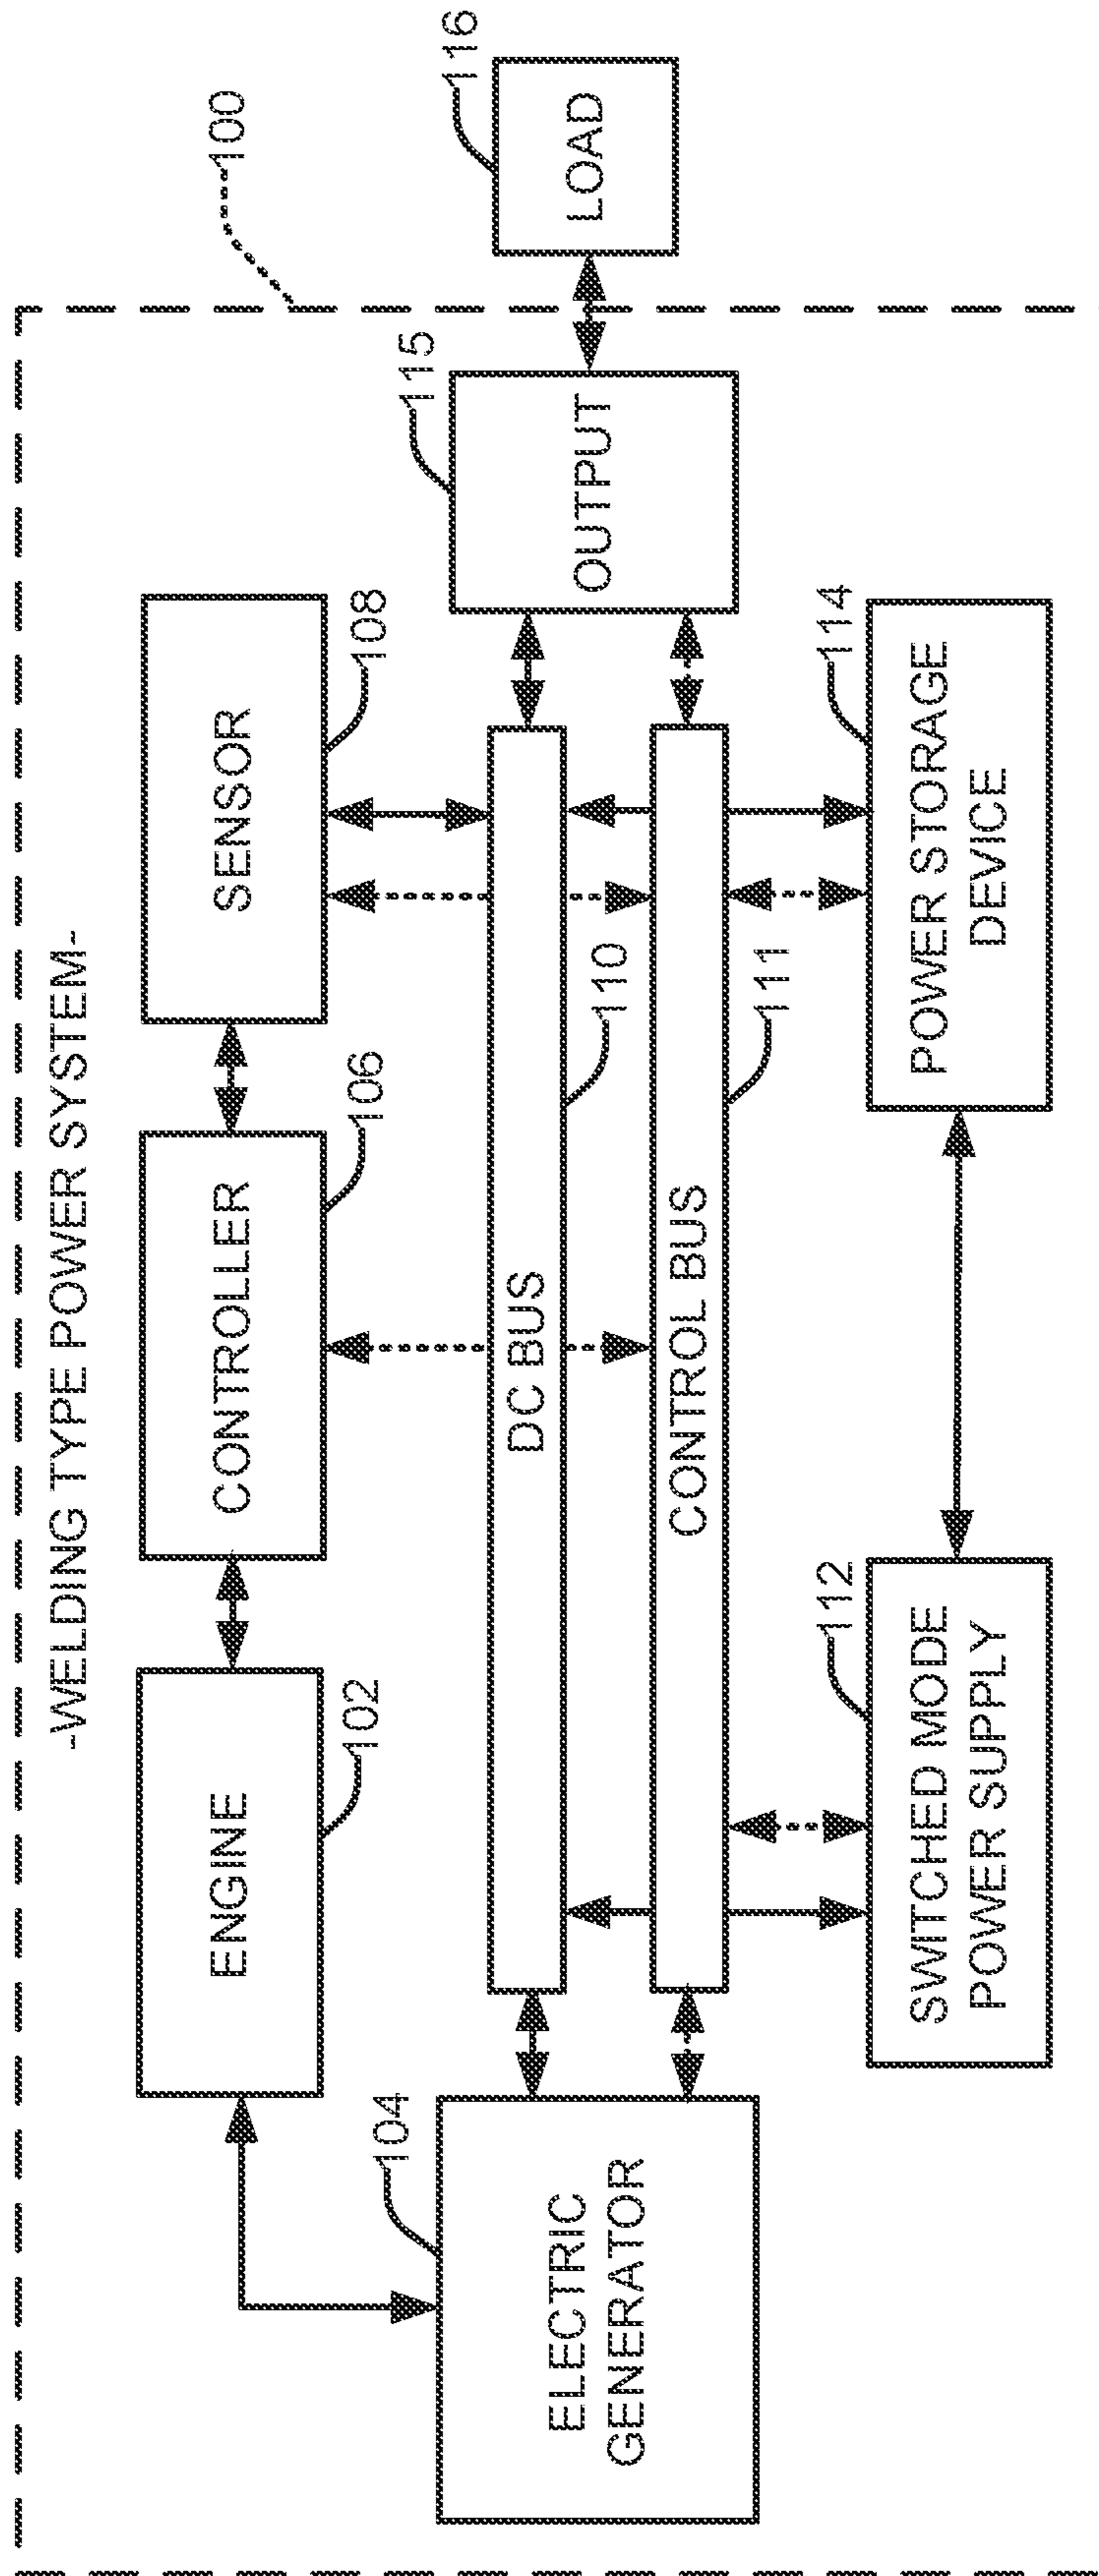 -WELDING TYPE POWER SYSTEM-
100
ENGINE
102
CONTROLLER
106
SENSOR
108
ELECTRIC
GENERATOR
104
DC BUS
110
CONTROL BUS
111
OUTPUT
115
LOAD
116
SWITCHED MODE
POWER SUPPLY
112
POWER STORAGE
DEVICE
114